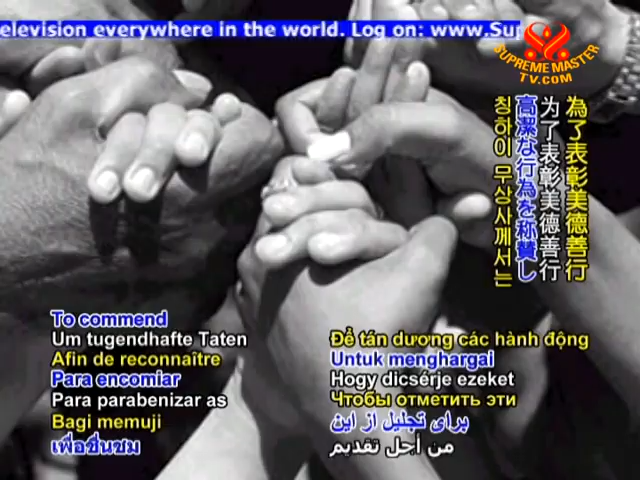 elevision everywhere in the world. Log on: www.Sup
SUPREME MASTER
TV.COM
為了表彰美德善行
为了表彰美德善行
高潔な行為を称賛し
칭하이 무상사께서는
To commend
Um tugendhafte Taten
Afin de reconnaître
Para encomiar
Para parabenizar as
Bagi memuji
เพื่อชื่นชม
Để tán dương các hành động
Untuk menghargai
Hogy dicsérje ezeket
Чтобы отметить эти
برای تجلیل از این
من أجل تقديم